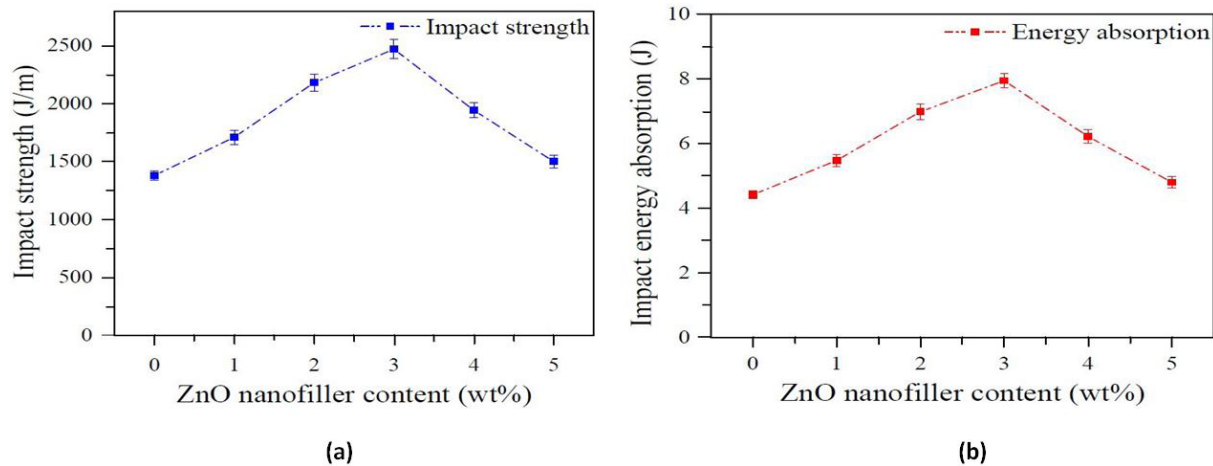 Impact strength
2500
2000
1500
1000
500
0
Impact strength (J/m)
0 1 2 3 4 5
ZnO nanofiller content (wt%)
(a)
Energy absorption
10
8
6
4
2
0
Impact energy absorption (J)
0 1 2 3 4 5
ZnO nanofiller content (wt%)
(b)